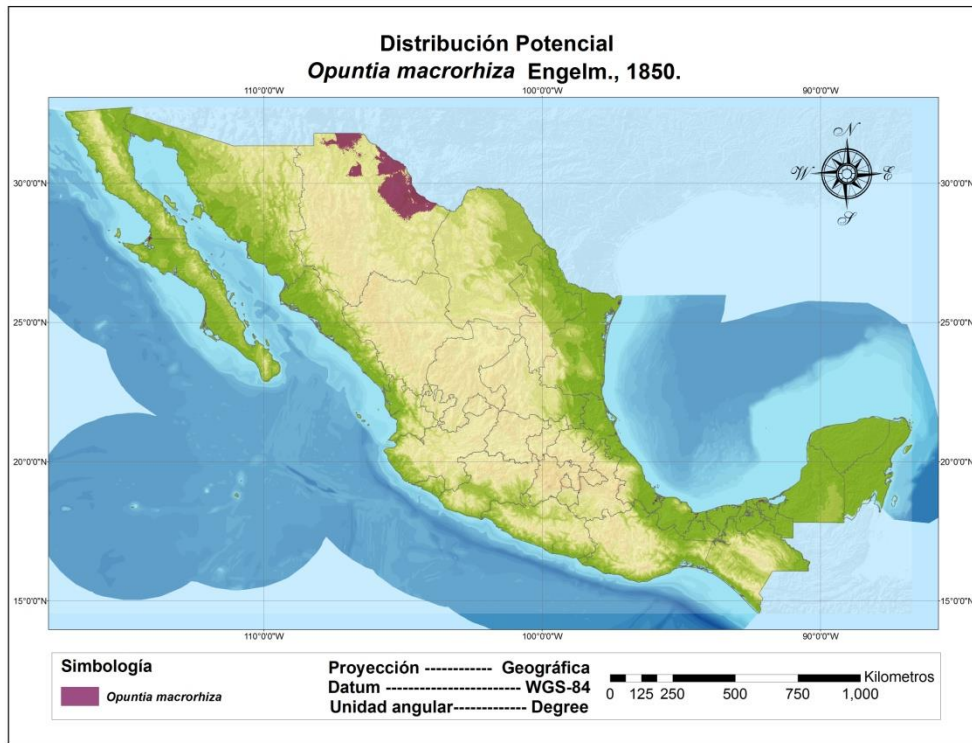 Distribución Potencial
Opuntia macrorhiza Engelm., 1850.
110°0'0"W 100°0'0"W 90°0'0"W
N
W E
S
30°0'0"N 30°0'0"N
25°0'0"N 25°0'0"N
20°0'0"N 20°0'0"N
15°0'0"N 15°0'0"N
110°0'0"W 100°0'0"W 90°0'0"W
Simbología
Opuntia macrorhiza
Proyección ------------ Geográfica
Datum ---------------------- WGS-84
Unidad angular------------- Degree
Kilometros
0 125 250 500 750 1,000